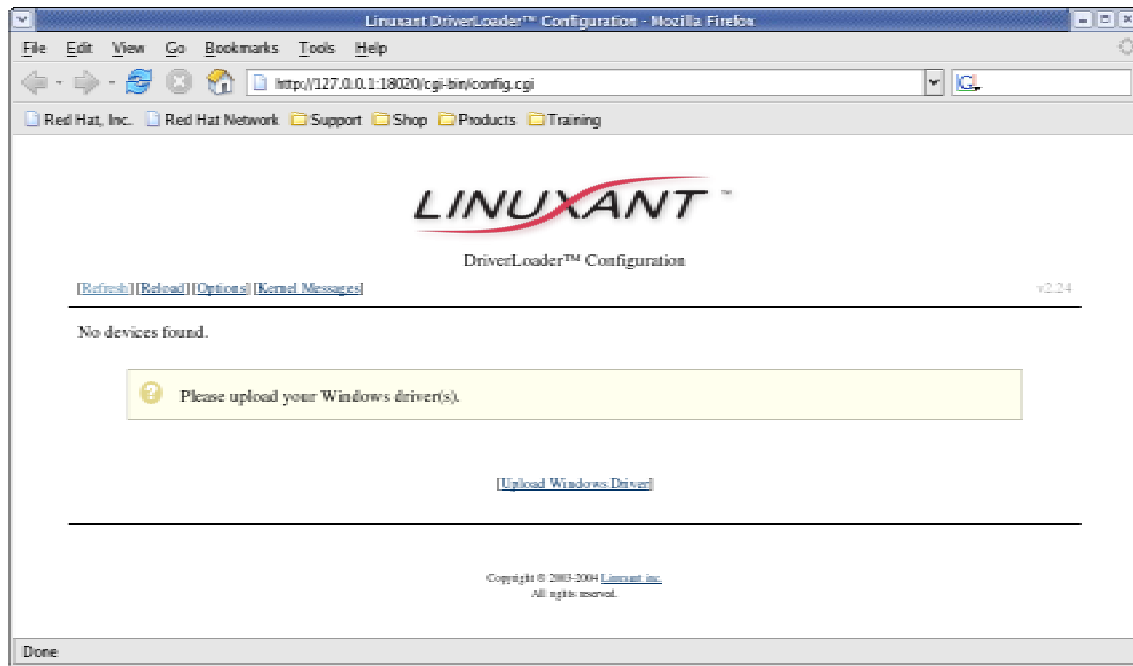 Linuxant DriverLoader™ Configuration - Mozilla Firefox
File Edit View Go Bookmarks Tools Help
http://127.0.0.1:18020/cgi-bin/config.cgi
Red Hat, Inc. Red Hat Network Support Shop Products Training
LINUXANT ™
DriverLoader™ Configuration
[Refresh] [Reload] [Options] [Kernel Messages] v2.24
No devices found.
Please upload your Windows driver(s).
[Upload Windows Driver]
Copyright © 2003-2004 Linuxant inc.
All rights reserved.
Done